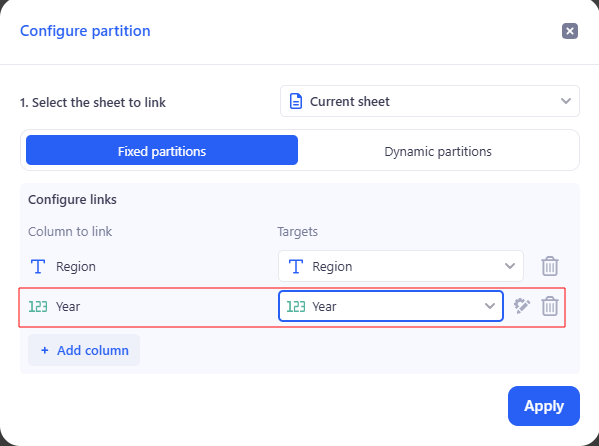 Configure partition
1. Select the sheet to link
Current sheet
Fixed partitions
Dynamic partitions
Configure links
Column to link
Targets
Region
Region
123 Year
123 Year
+ Add column
Apply